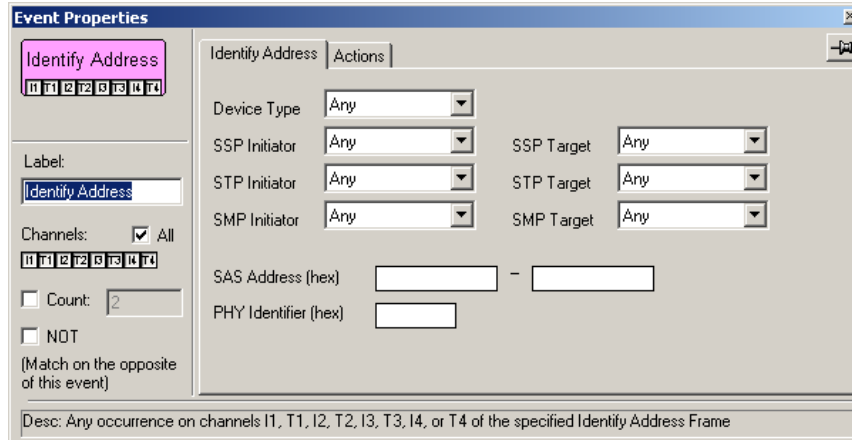 Event Properties
Identify Address
I1 T1 I2 T2 I3 T3 I4 T4
Label:
Identify Address
Channels: All
I1 T1 I2 T2 I3 T3 I4 T4
Count: 2
NOT
(Match on the opposite
of this event)
Identify Address Actions
Device Type Any
SSP Initiator Any SSP Target Any
STP Initiator Any STP Target Any
SMP Initiator Any SMP Target Any
SAS Address (hex) –
PHY Identifier (hex)
Desc: Any occurrence on channels I1, T1, I2, T2, I3, T3, I4, or T4 of the specified Identify Address Frame